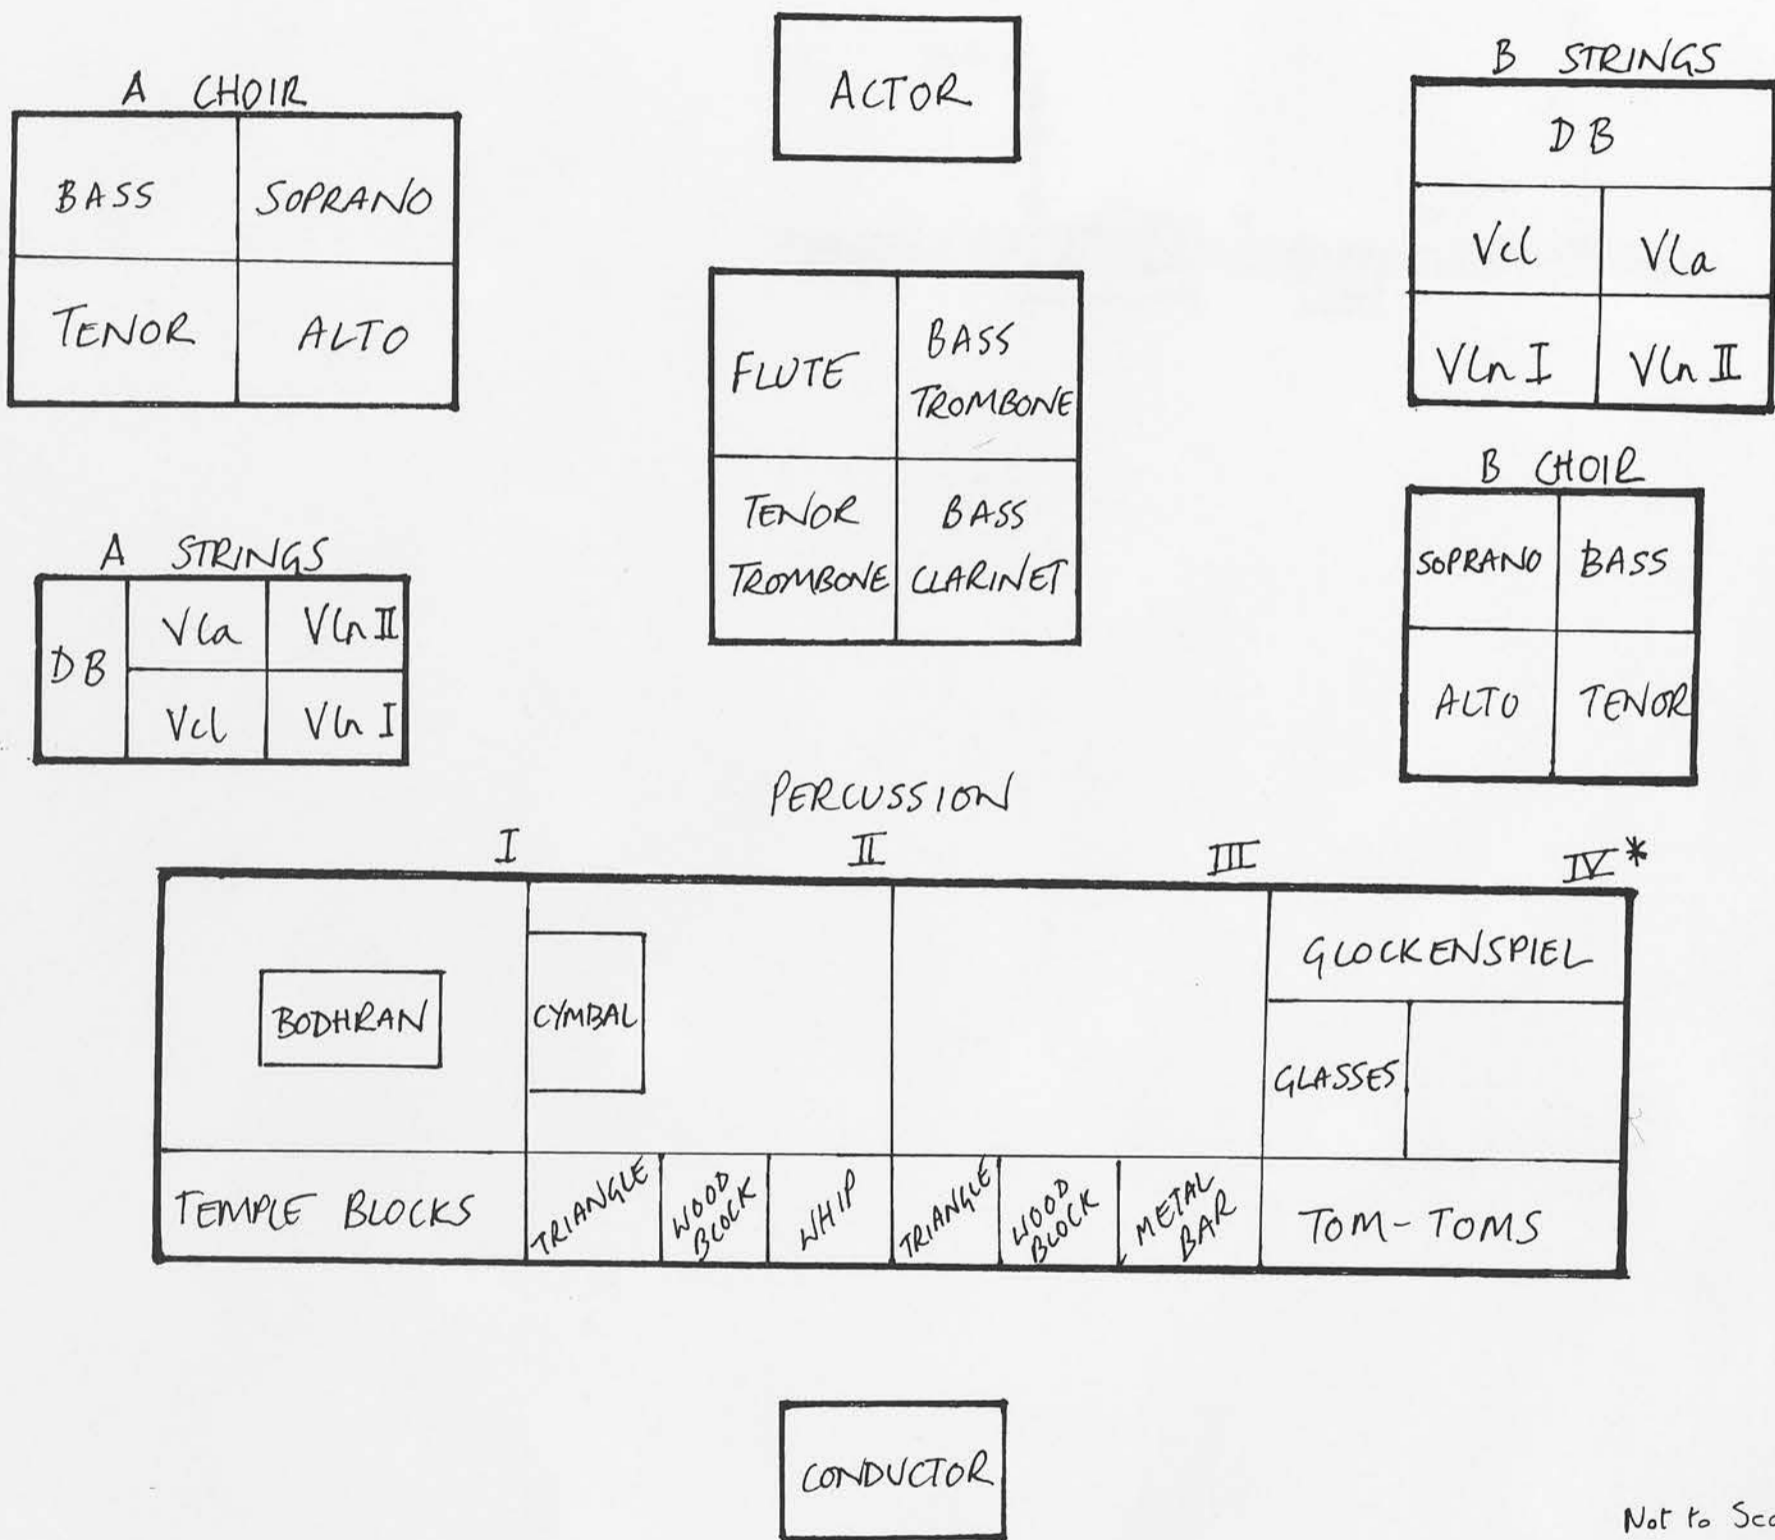 ACTOR
A CHOIR
BASS SOPRANO
TENOR ALTO
B STRINGS
DB
Vcl Vla
Vln I Vln II
FLUTE BASS
TROMBONE
TENOR BASS
TROMBONE CLARINET
B CHOIR
SOPRANO BASS
ALTO TENOR
A STRINGS
DB Vla Vln II
Vcl Vln I
PERCUSSION
I II III IV*
BODHRAN
CYMBAL
GLOCKENSPIEL
GLASSES
TEMPLE BLOCKS
TRIANGLE
WOOD
BLOCK
WHIP
TRIANGLE
WOOD
BLOCK
METAL
BAR
TOM-TOMS
CONDUCTOR
Not to